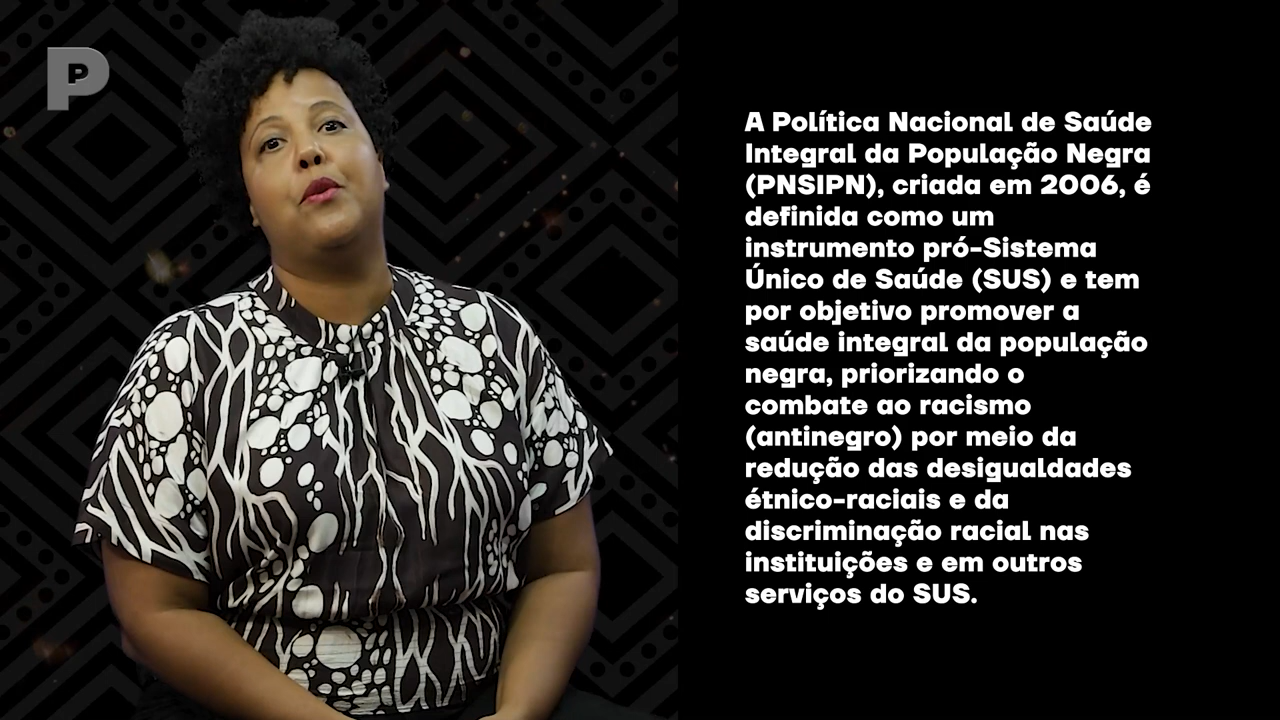 P
A Política Nacional de Saúde
Integral da População Negra
(PNSIPN), criada em 2006, é
definida como um
instrumento pró-Sistema
Único de Saúde (SUS) e tem
por objetivo promover a
saúde integral da população
negra, priorizando o
combate ao racismo
(antinegro) por meio da
redução das desigualdades
étnico-raciais e da
discriminação racial nas
instituições e em outros
serviços do SUS.